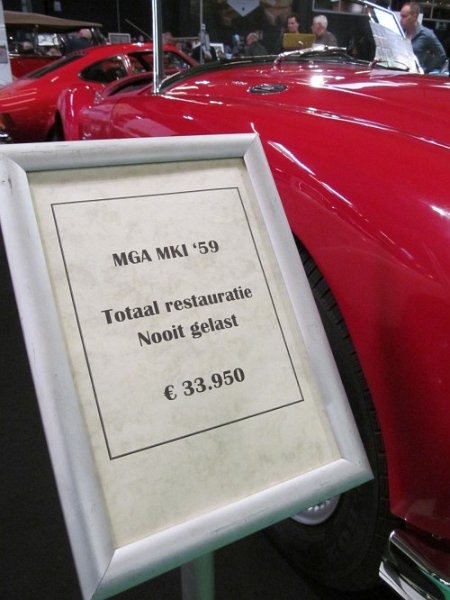 MGA MKI ‘59
Totaal restauratie
Nooit gelast
€ 33.950